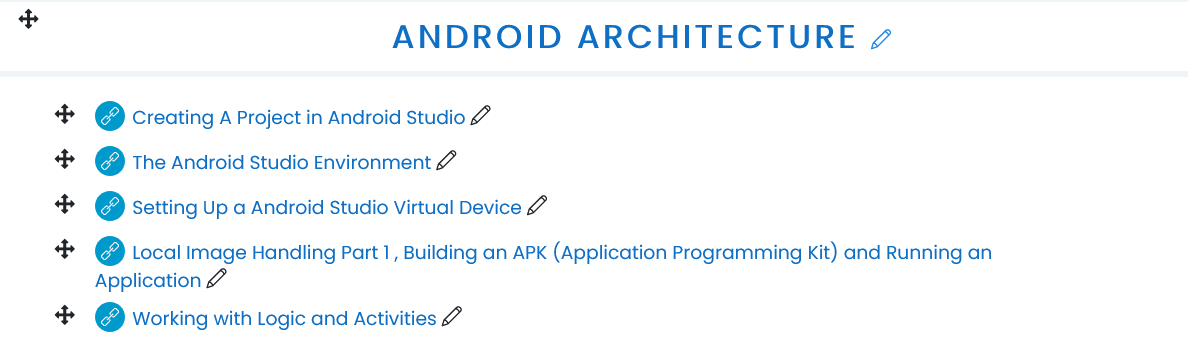 ANDROID ARCHITECTURE
Creating A Project in Android Studio
The Android Studio Environment
Setting Up a Android Studio Virtual Device
Local Image Handling Part 1 , Building an APK (Application Programming Kit) and Running an
Application
Working with Logic and Activities